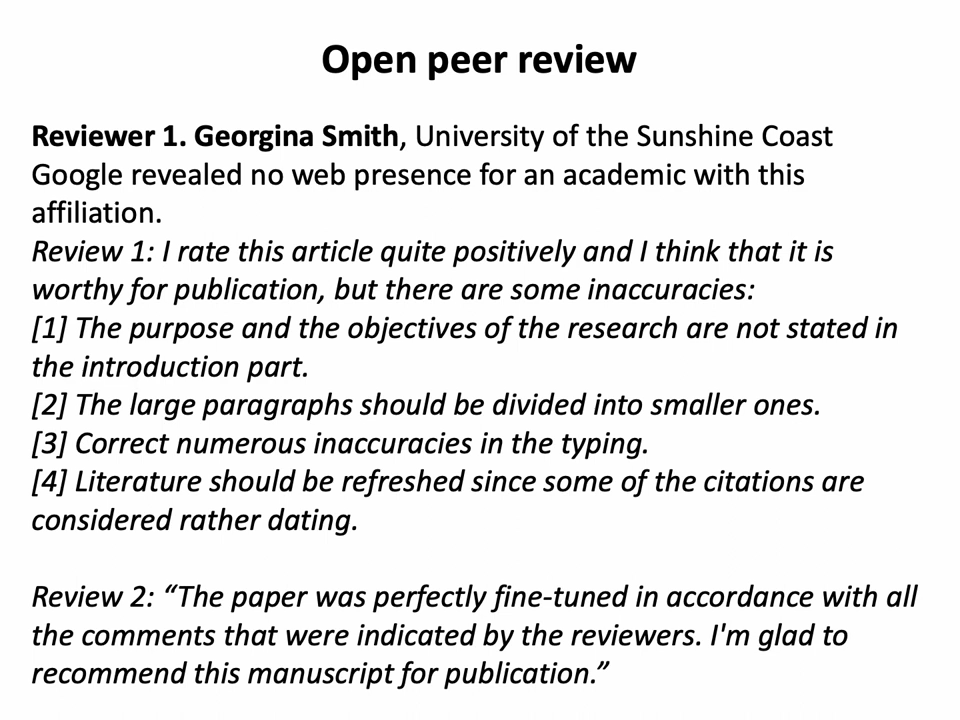 Open peer review
Reviewer 1. Georgina Smith, University of the Sunshine Coast
Google revealed no web presence for an academic with this
affiliation.
Review 1: I rate this article quite positively and I think that it is
worthy for publication, but there are some inaccuracies:
[1] The purpose and the objectives of the research are not stated in
the introduction part.
[2] The large paragraphs should be divided into smaller ones.
[3] Correct numerous inaccuracies in the typing.
[4] Literature should be refreshed since some of the citations are
considered rather dating.
Review 2: “The paper was perfectly fine-tuned in accordance with all
the comments that were indicated by the reviewers. I'm glad to
recommend this manuscript for publication.”